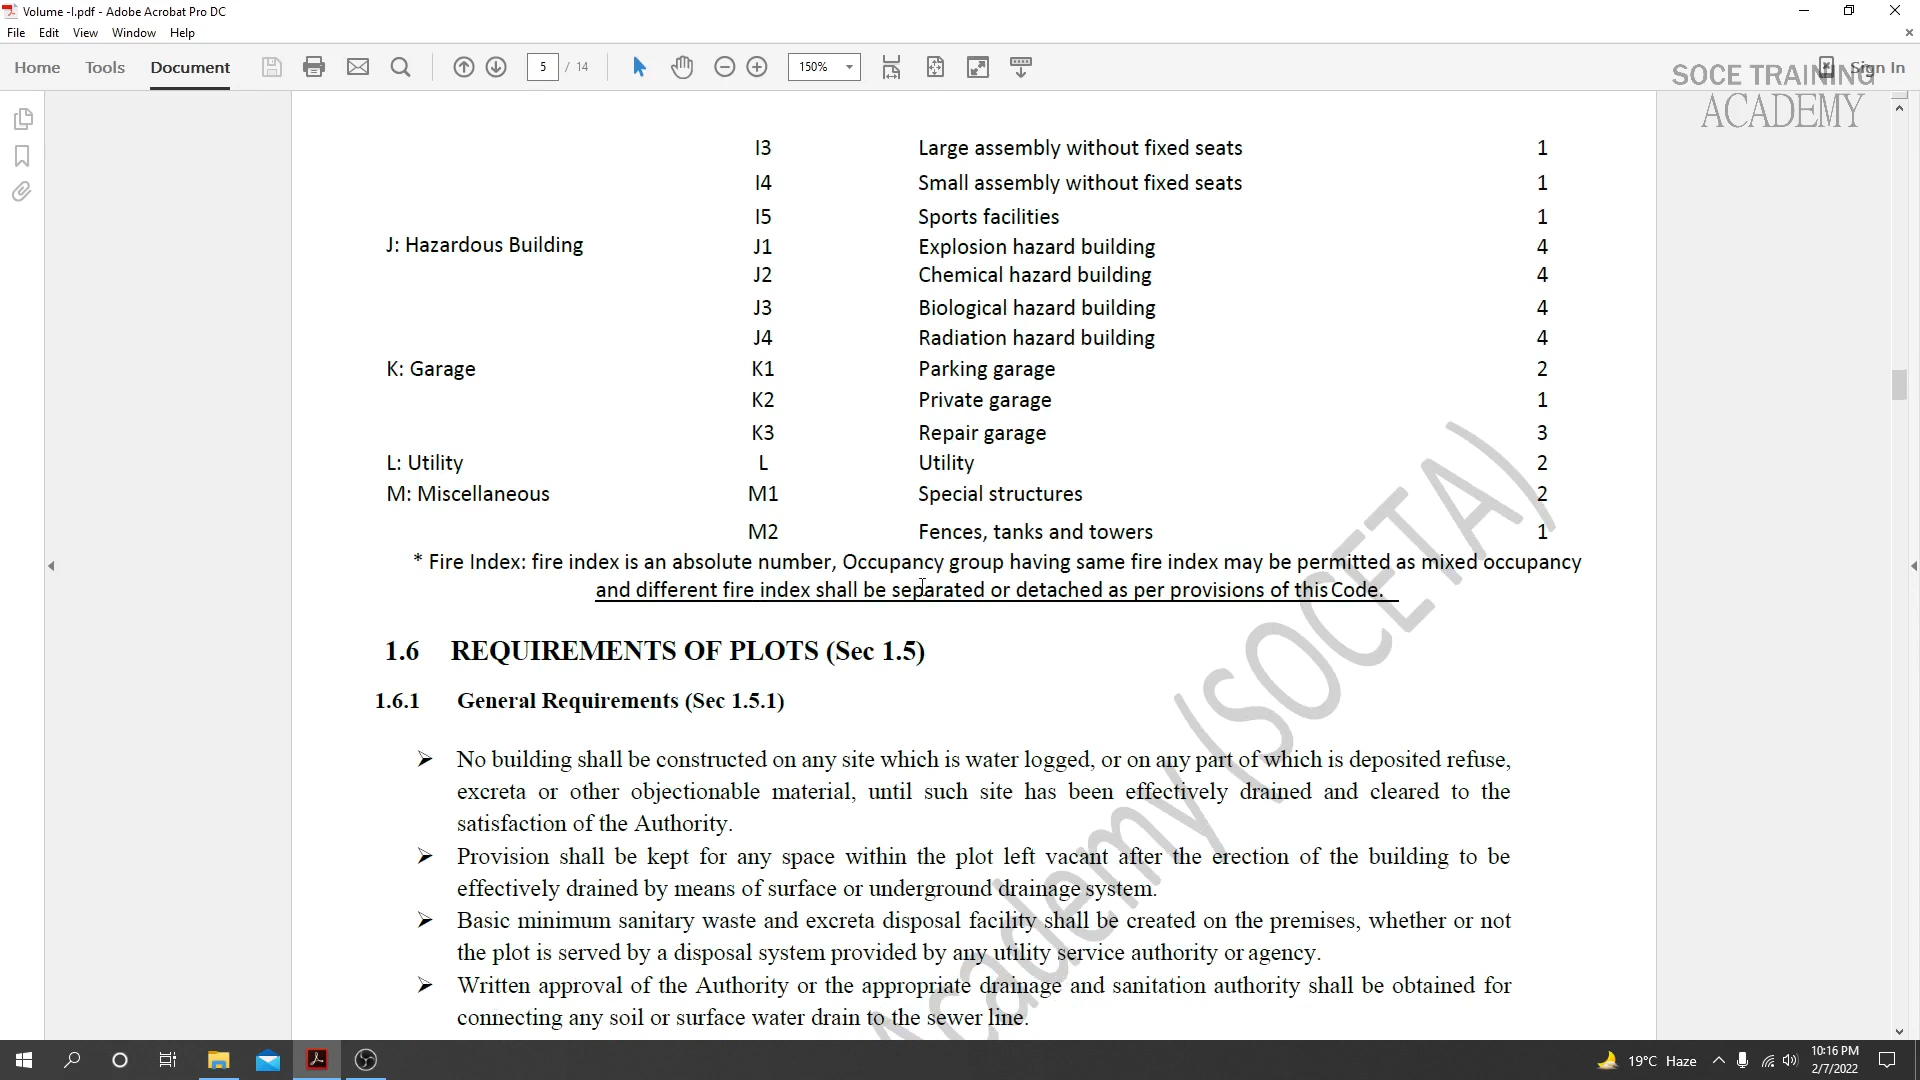 Volume -I.pdf - Adobe Acrobat Pro DC
File Edit View Window Help
Home Tools Document 5 / 14 150% Sign In
SOCE TRAINING
ACADEMY
I3 Large assembly without fixed seats 1
I4 Small assembly without fixed seats 1
I5 Sports facilities 1
J: Hazardous Building J1 Explosion hazard building 4
J2 Chemical hazard building 4
J3 Biological hazard building 4
J4 Radiation hazard building 4
K: Garage K1 Parking garage 2
K2 Private garage 1
K3 Repair garage 3
L: Utility L Utility 2
M: Miscellaneous M1 Special structures 2
M2 Fences, tanks and towers 1
* Fire Index: fire index is an absolute number, Occupancy group having same fire index may be permitted as mixed occupancy
and different fire index shall be separated or detached as per provisions of this Code.
1.6 REQUIREMENTS OF PLOTS (Sec 1.5)
1.6.1 General Requirements (Sec 1.5.1)
➢ No building shall be constructed on any site which is water logged, or on any part of which is deposited refuse,
excreta or other objectionable material, until such site has been effectively drained and cleared to the
satisfaction of the Authority.
➢ Provision shall be kept for any space within the plot left vacant after the erection of the building to be
effectively drained by means of surface or underground drainage system.
➢ Basic minimum sanitary waste and excreta disposal facility shall be created on the premises, whether or not
the plot is served by a disposal system provided by any utility service authority or agency.
➢ Written approval of the Authority or the appropriate drainage and sanitation authority shall be obtained for
connecting any soil or surface water drain to the sewer line.
Academy (SOCETA)
19°C Haze 10:16 PM
2/7/2022